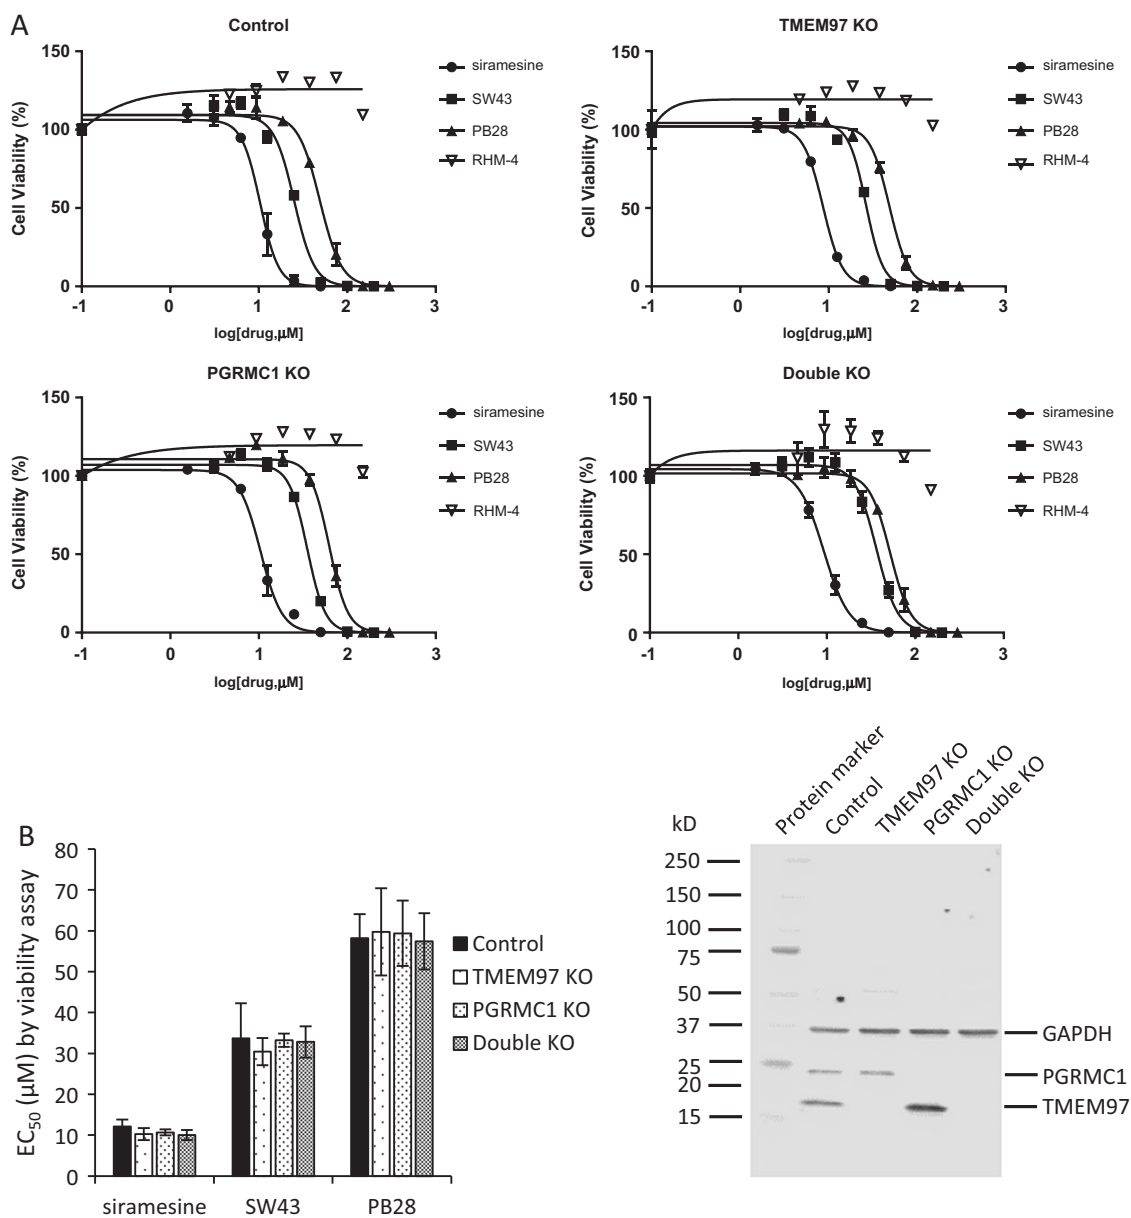 A
Control
150
100
50
0
-1
0
1
2
3
Cell Viability (%)
log[drug,μM]
siramesine
SW43
PB28
RHM-4
TMEM97 KO
150
100
50
0
-1
0
1
2
3
Cell Viability (%)
log[drug,μM]
siramesine
SW43
PB28
RHM-4
PGRMC1 KO
150
100
50
0
-1
0
1
2
3
Cell Viability (%)
log[drug,μM]
siramesine
SW43
PB28
RHM-4
Double KO
150
100
50
0
-1
0
1
2
3
Cell Viability (%)
log[drug,μM]
siramesine
SW43
PB28
RHM-4
B
80
70
60
50
40
30
20
10
0
EC50 (μM) by viability assay
siramesine
SW43
PB28
Control
TMEM97 KO
PGRMC1 KO
Double KO
kD
Protein marker
Control
TMEM97 KO
PGRMC1 KO
Double KO
250
150
100
75
50
37
25
20
15
GAPDH
PGRMC1
TMEM97